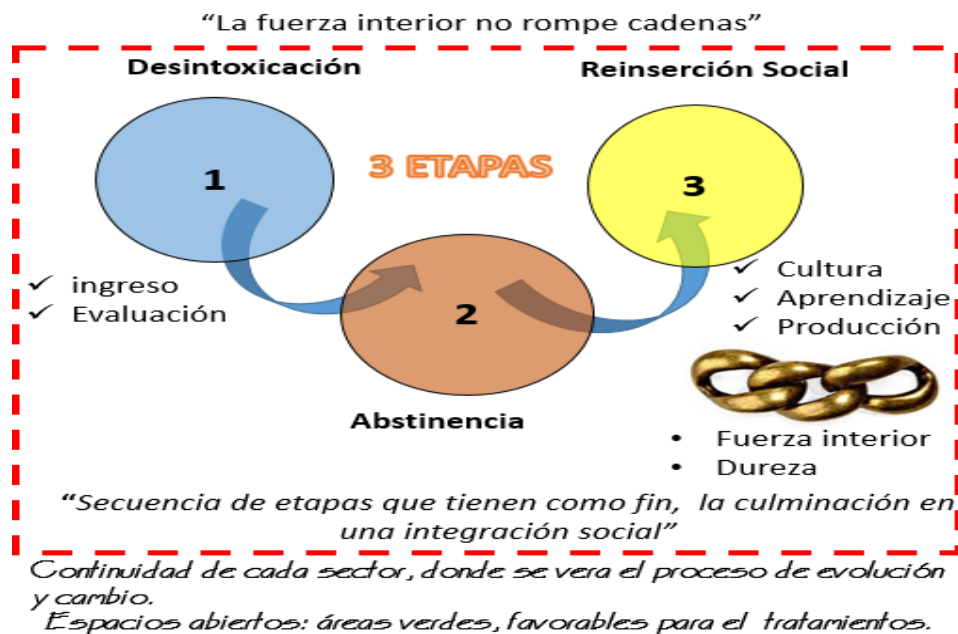 “La fuerza interior no rompe cadenas”
Desintoxicación
Reinserción Social
3 ETAPAS
1
3
✓ ingreso
✓ Evaluación
2
✓ Cultura
✓ Aprendizaje
✓ Producción
Abstinencia
• Fuerza interior
• Dureza
“Secuencia de etapas que tienen como fin, la culminación en
una integración social”
Continuidad de cada sector, donde se vera el proceso de evolución
y cambio.
Espacios abiertos: áreas verdes, favorables para el tratamientos.